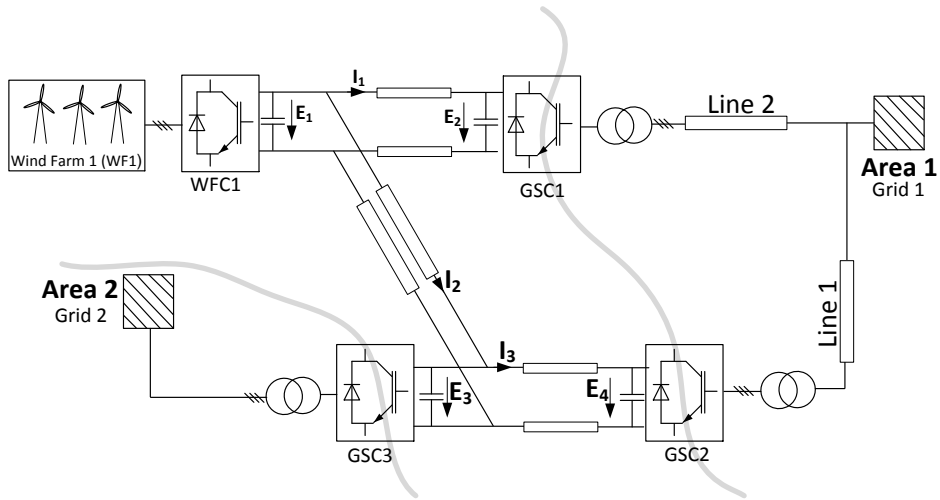 I1
E1
E2
Line 2
Wind Farm 1 (WF1)
WFC1
GSC1
Area 1
Grid 1
Area 2
Grid 2
I2
Line 1
I3
E3
E4
GSC3
GSC2